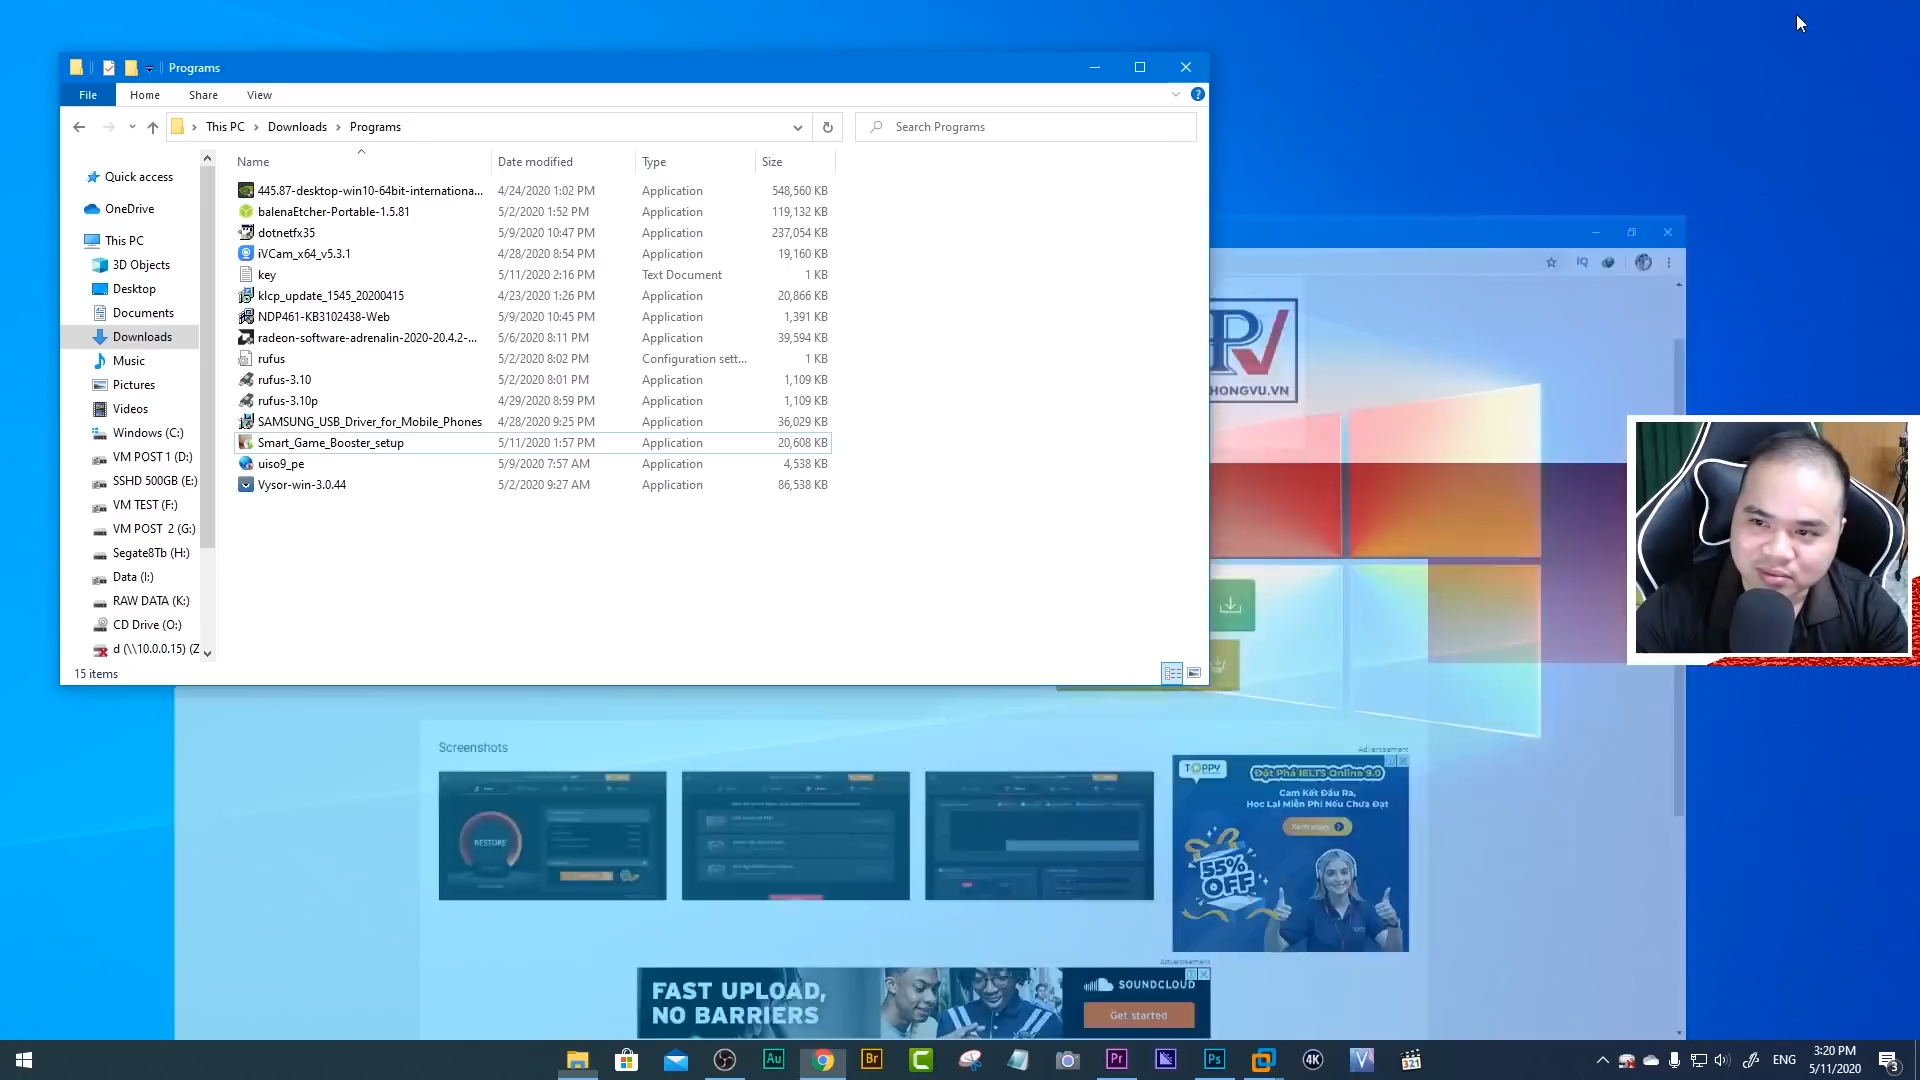 Programs
File Home Share View
This PC > Downloads > Programs
Search Programs
Name Date modified Type Size
Quick access
OneDrive
This PC
3D Objects
Desktop
Documents
Downloads
Music
Pictures
Videos
Windows (C:)
VM POST 1 (D:)
SSHD 500GB (E:)
VM TEST (F:)
VM POST 2 (G:)
Segate8Tb (H:)
Data (I:)
RAW DATA (K:)
CD Drive (O:)
d (\\10.0.0.15) (Z
445.87-desktop-win10-64bit-internationa... 4/24/2020 1:02 PM Application 548,560 KB
balenaEtcher-Portable-1.5.81 5/2/2020 1:52 PM Application 119,132 KB
dotnetfx35 5/9/2020 10:47 PM Application 237,054 KB
iVCam_x64_v5.3.1 4/28/2020 8:54 PM Application 19,160 KB
key 5/11/2020 2:16 PM Text Document 1 KB
klcp_update_1545_20200415 4/23/2020 1:26 PM Application 20,866 KB
NDP461-KB3102438-Web 5/9/2020 10:45 PM Application 1,391 KB
radeon-software-adrenalin-2020-20.4.2-... 5/6/2020 8:11 PM Application 39,594 KB
rufus 5/2/2020 8:02 PM Configuration sett... 1 KB
rufus-3.10 5/2/2020 8:01 PM Application 1,109 KB
rufus-3.10p 4/29/2020 8:59 PM Application 1,109 KB
SAMSUNG_USB_Driver_for_Mobile_Phones 4/28/2020 9:25 PM Application 36,029 KB
Smart_Game_Booster_setup 5/11/2020 1:57 PM Application 20,608 KB
uiso9_pe 5/9/2020 7:57 AM Application 4,538 KB
Vysor-win-3.0.44 5/2/2020 9:27 AM Application 86,538 KB
15 items
IQ
PV
HONGVU.VN
Screenshots
RESTORE
Advertisement
TOPPY
Đột Phá IELTS Online 9.0
Cam Kết Đầu Ra,
Học Lại Miễn Phí Nếu Chưa Đạt
Xem ngay
55%
OFF
Advertisement
FAST UPLOAD,
NO BARRIERS
SOUNDCLOUD
Get started
Au
Br
C
Pr
Ps
4K
V
321
ENG
3:20 PM
5/11/2020
3